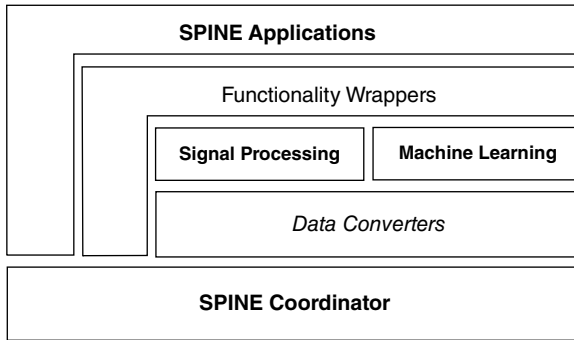 SPINE Applications
Functionality Wrappers
Signal Processing
Machine Learning
Data Converters
SPINE Coordinator